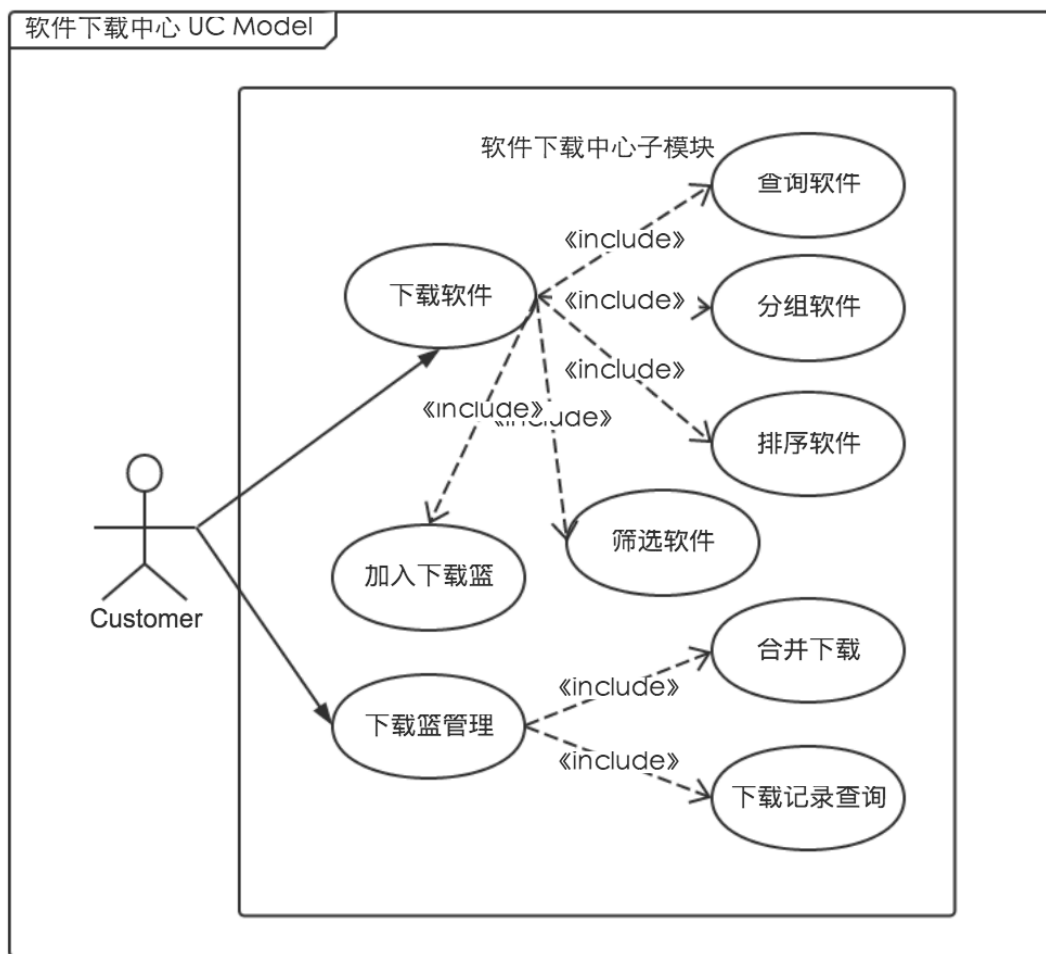 软件下载中心 UC Model
软件下载中心子模块
查询软件
《include》
下载软件
《include》
分组软件
《include》
《include》
《include》
排序软件
筛选软件
加入下载篮
Customer
合并下载
《include》
下载篮管理
《include》
下载记录查询